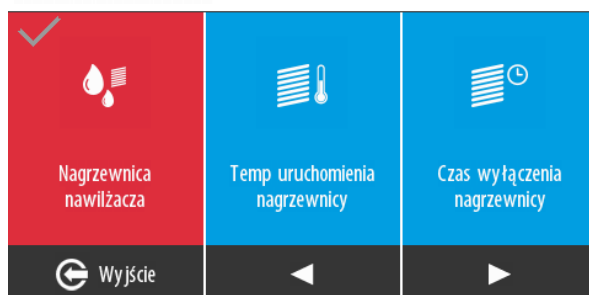 Nagrzewnica
nawilżacza
Temp uruchomienia
nagrzewnicy
Czas wyłączenia
nagrzewnicy
Wyjście